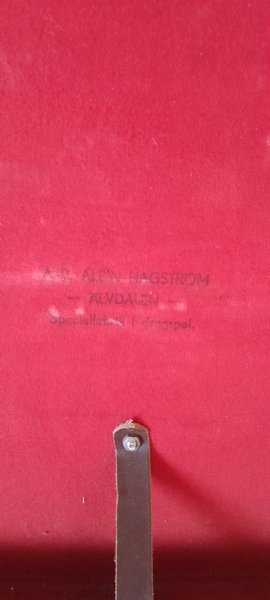 A. B. ALBIN HAGSTRÖM
— ÄLVDALEN —
Specialfabrik i dragspel.